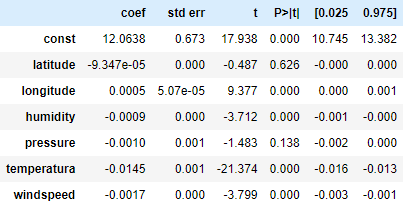 coef std err t P>|t| [0.025 0.975]
const 12.0638 0.673 17.938 0.000 10.745 13.382
latitude -9.347e-05 0.000 -0.487 0.626 -0.000 0.000
longitude 0.0005 5.07e-05 9.377 0.000 0.000 0.001
humidity -0.0009 0.000 -3.712 0.000 -0.001 -0.000
pressure -0.0010 0.001 -1.483 0.138 -0.002 0.000
temperatura -0.0145 0.001 -21.374 0.000 -0.016 -0.013
windspeed -0.0017 0.000 -3.799 0.000 -0.003 -0.001